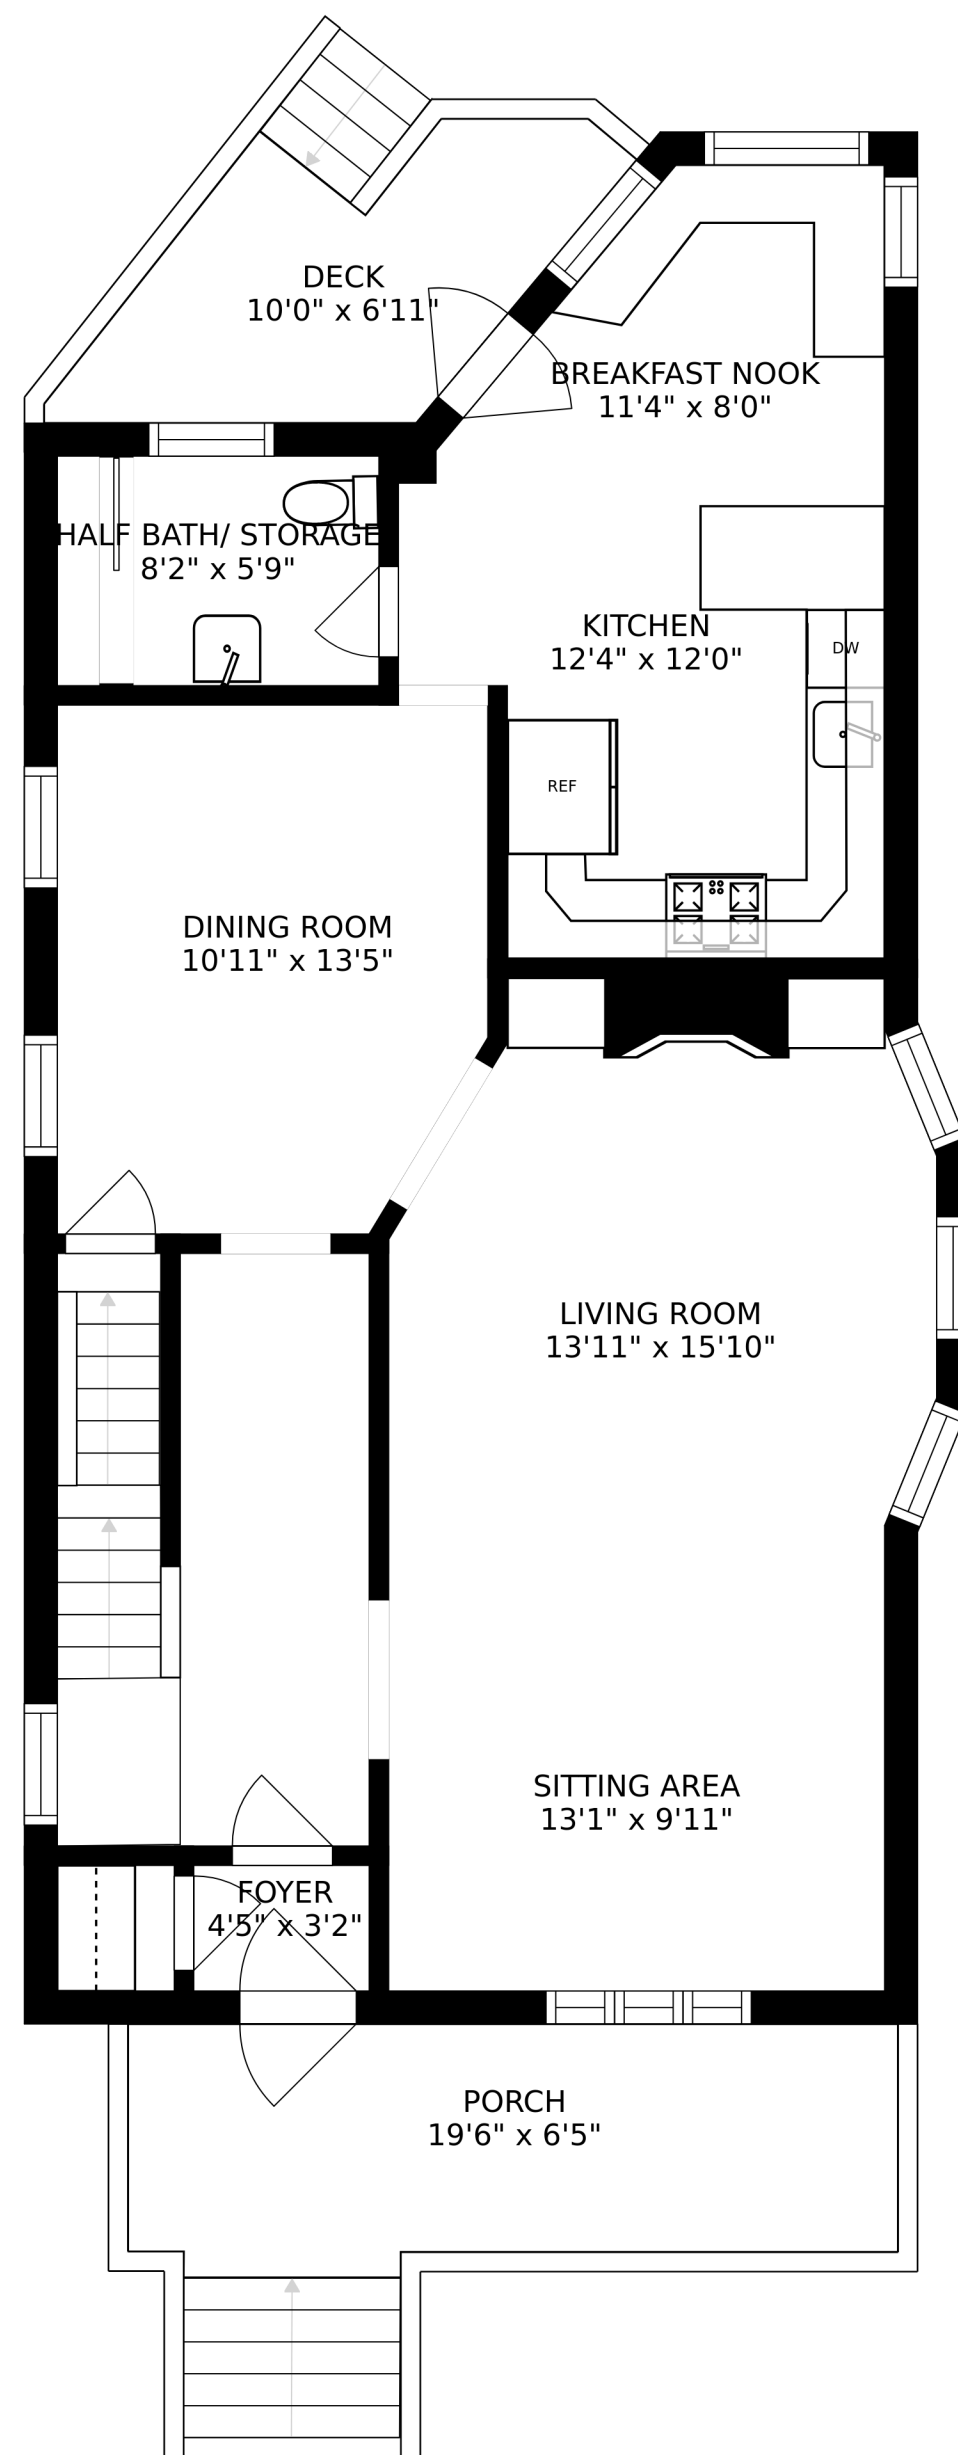 DECK
10'0" x 6'11"
BREAKFAST NOOK
11'4" x 8'0"
HALF BATH/ STORAGE
8'2" x 5'9"
KITCHEN
12'4" x 12'0"
DW
REF
DINING ROOM
10'11" x 13'5"
LIVING ROOM
13'11" x 15'10"
SITTING AREA
13'1" x 9'11"
FOYER
4'5" x 3'2"
PORCH
19'6" x 6'5"